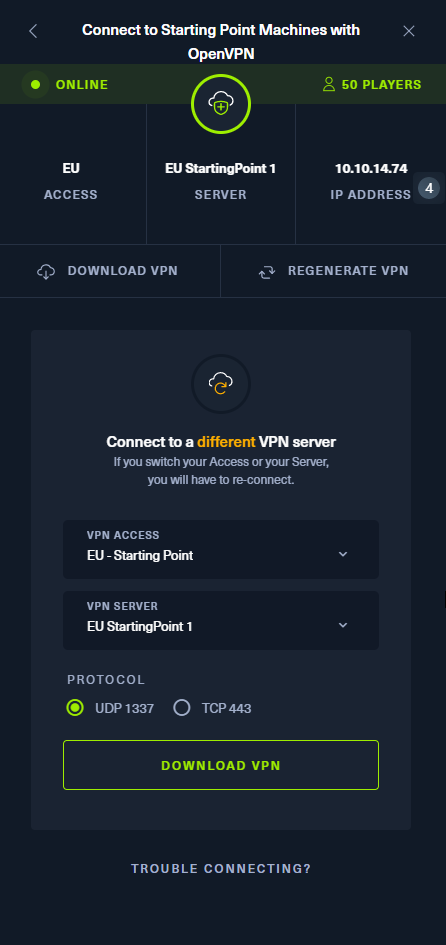 Connect to Starting Point Machines with
OpenVPN
ONLINE
50 PLAYERS
EU
ACCESS
EU StartingPoint 1
SERVER
10.10.14.74
IP ADDRESS
4
DOWNLOAD VPN
REGENERATE VPN
Connect to a different VPN server
If you switch your Access or your Server,
you will have to re-connect.
VPN ACCESS
EU - Starting Point
VPN SERVER
EU StartingPoint 1
PROTOCOL
UDP 1337
TCP 443
DOWNLOAD VPN
TROUBLE CONNECTING?